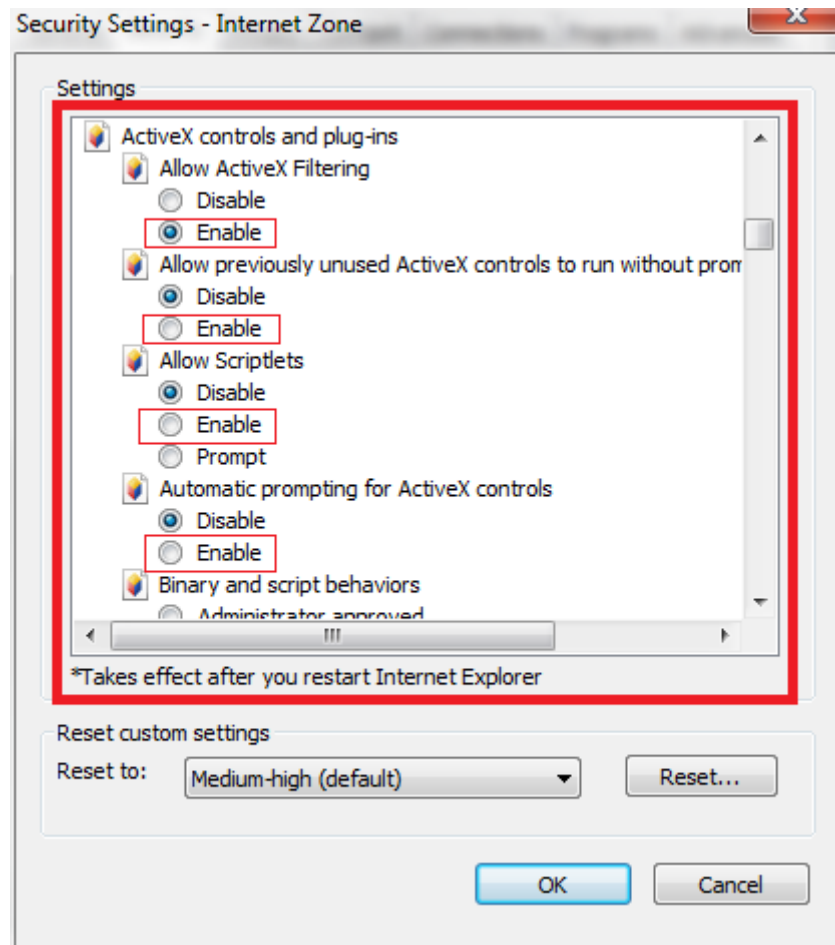 Security Settings - Internet Zone
Settings
ActiveX controls and plug-ins
Allow ActiveX Filtering
Disable
Enable
Allow previously unused ActiveX controls to run without prom
Disable
Enable
Allow Scriptlets
Disable
Enable
Prompt
Automatic prompting for ActiveX controls
Disable
Enable
Binary and script behaviors
Administrator approved
*Takes effect after you restart Internet Explorer
Reset custom settings
Reset to: Medium-high (default) Reset...
OK Cancel